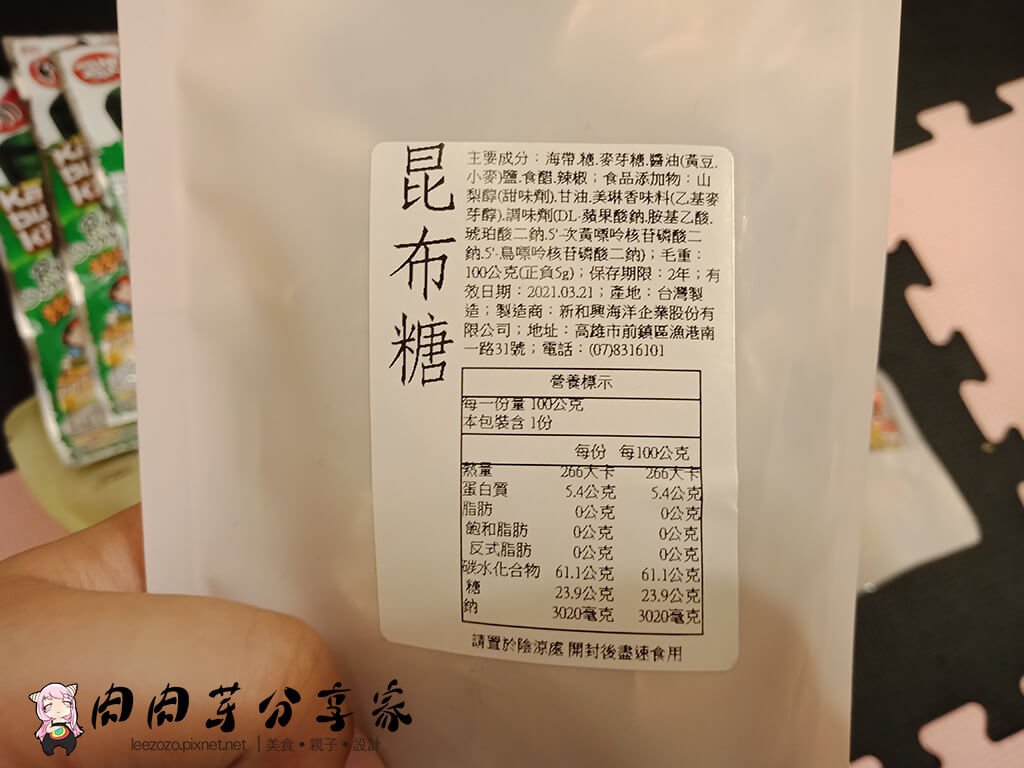 昆布糖
主要成分：海帶.糖.麥芽糖.醬油(黃豆.
小麥)鹽.食醋.辣椒；食品添加物：山
梨醇(甜味劑).甘油.美琳香味料(乙基麥
芽醇).調味劑(DL-蘋果酸鈉.胺基乙酸.
琥珀酸二鈉.5'-次黃嘌呤核苷磷酸二
鈉.5'-鳥嘌呤核苷磷酸二鈉)；毛重：
100公克(正負5g)；保存期限：2年；有
效日期：2021.03.21；產地：台灣製
造；製造商：新和興海洋企業股份有
限公司；地址：高雄市前鎮區漁港南
一路31號；電話：(07)8316101
營養標示
每一份量 100公克
本包裝含 1份
每份 每100公克
熱量 266大卡 266大卡
蛋白質 5.4公克 5.4公克
脂肪 0公克 0公克
飽和脂肪 0公克 0公克
反式脂肪 0公克 0公克
碳水化合物 61.1公克 61.1公克
糖 23.9公克 23.9公克
鈉 3020毫克 3020毫克
請置於陰涼處 開封後盡速食用
肉肉芽分享家
leezozo.pixnet.net | 美食•親子•設計